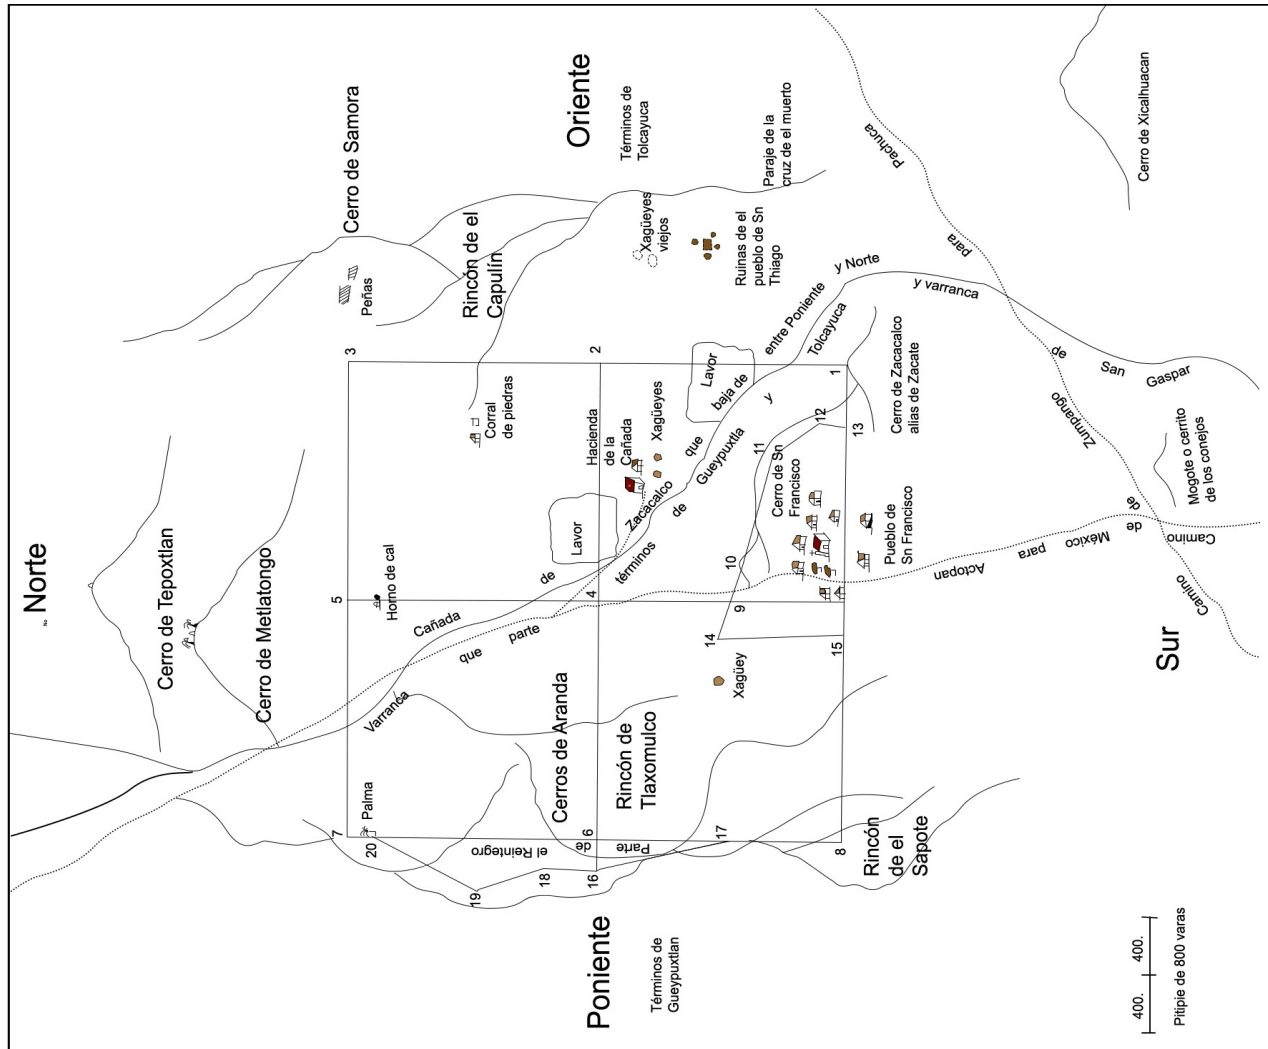 Norte
No
Cerro de Tepoxtlan
Cerro de Metlatongo
Cerro de Samora
Peñas
Rincón de el
Capulín
Corral
de piedras
Horno de cal
Palma
3
5
7
20
19
18
16
Oriente
Términos de
Tolcayuca
Xagüeyes
viejos
Ruinas de el
pueblo de Sn
Thiago
Paraje de la
cruz de el muerto
2
Hacienda
de la
Cañada
Xagüeyes
Lavor
Lavor
4
6
Cerros de Aranda
Rincón de
Tlaxomulco
Parte
de
el Reintegro
Poniente
Términos de
Gueypuxtlan
Varranca
Cañada
de
Zacacalco
que
baja de
entre Poniente
y Norte
y varranca
de
San
Gaspar
que
parte
términos
de
Gueypuxtla
y
Tolcayuca
1
12
13
11
10
9
14
15
17
8
Cerro de Zacacalco
alias de Zacate
Cerro de Sn
Francisco
Pueblo de
Sn Francisco
Xagüey
Rincón
de el
Sapote
Sur
Camino
de
México
para
Actopan
Camino
de
Zumpango
para
Pachuca
Mogote o cerrito
de los conejos
Cerro de Xicalhuacan
400.
400.
Pitipie de 800 varas